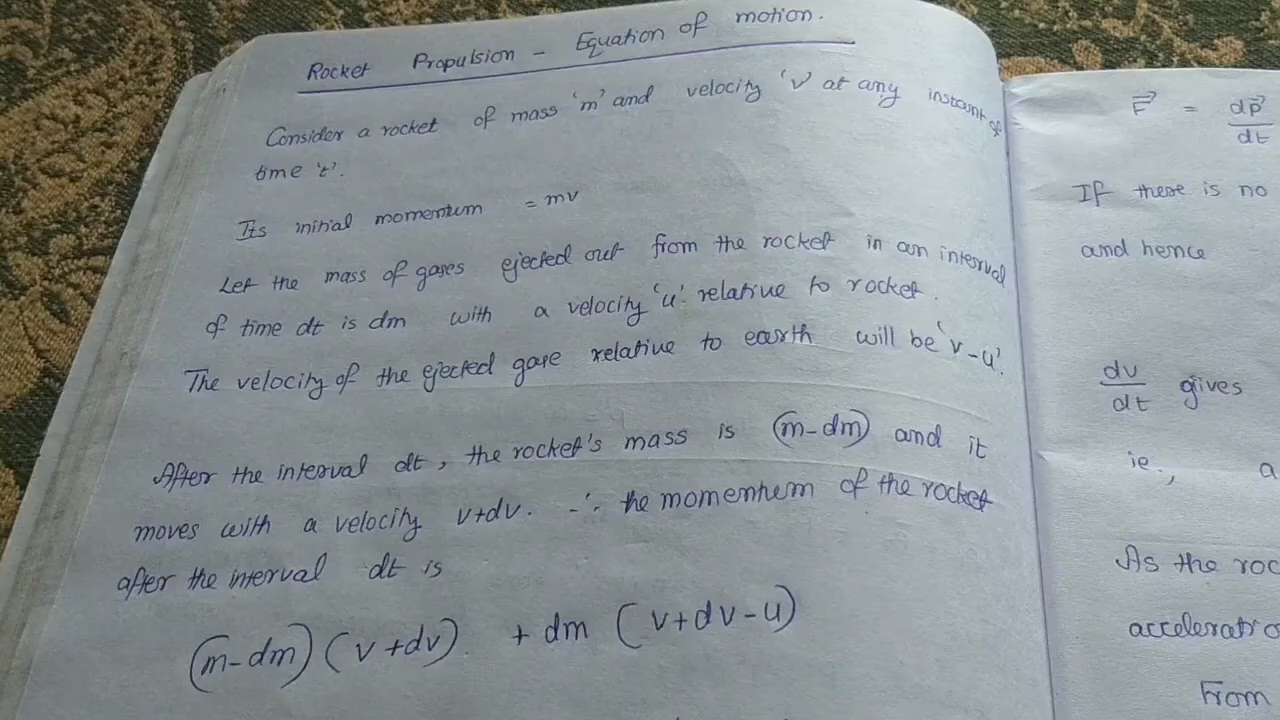 Rocket Propulsion - Equation of motion.
Consider a rocket of mass 'm' and velocity 'v' at any instant of
time 't'.
Its initial momentum = mv
Let the mass of gases ejected out from the rocket in an interval
of time dt is dm with a velocity 'u' relative to rocket.
The velocity of the ejected gase relative to earth will be 'v-u'.
After the interval dt, the rocket's mass is (m-dm) and it
moves with a velocity v+dv. ∴ the momentum of the rocket
after the interval dt is
(m-dm) (v+dv) + dm (v+dv-u)
F⃗ = dp⃗/dt
If there is no
and hence
dv/dt gives
ie., a
As the roc
acceleratio
From